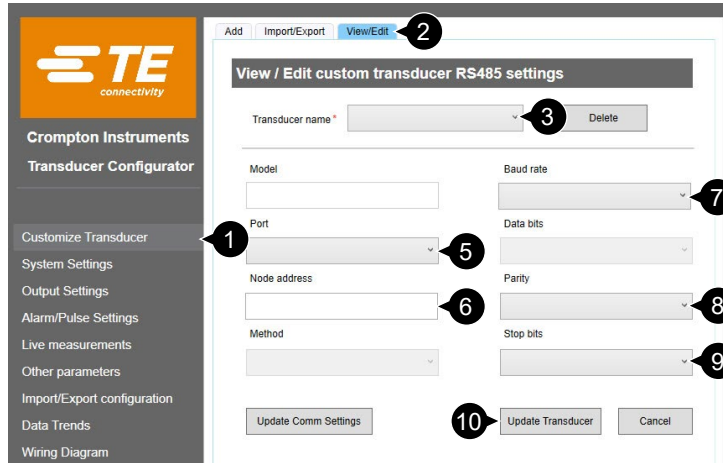 Add Import/Export View/Edit 2
TE
connectivity
View / Edit custom transducer RS485 settings
Transducer name* 3 Delete
Crompton Instruments
Transducer Configurator
Model Baud rate
7
Customize Transducer 1
Port Data bits
5
System Settings
Output Settings
Node address Parity
6 8
Alarm/Pulse Settings
Live measurements
Method Stop bits
9
Other parameters
Import/Export configuration
Data Trends
Update Comm Settings 10 Update Transducer Cancel
Wiring Diagram